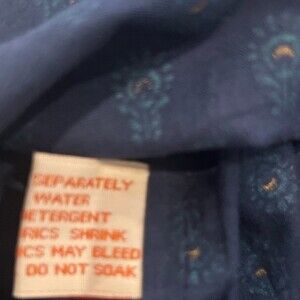 SEPARATELY
WATER
DETERGENT
RICS SHRINK
ICS MAY BLEED
DO NOT SOAK